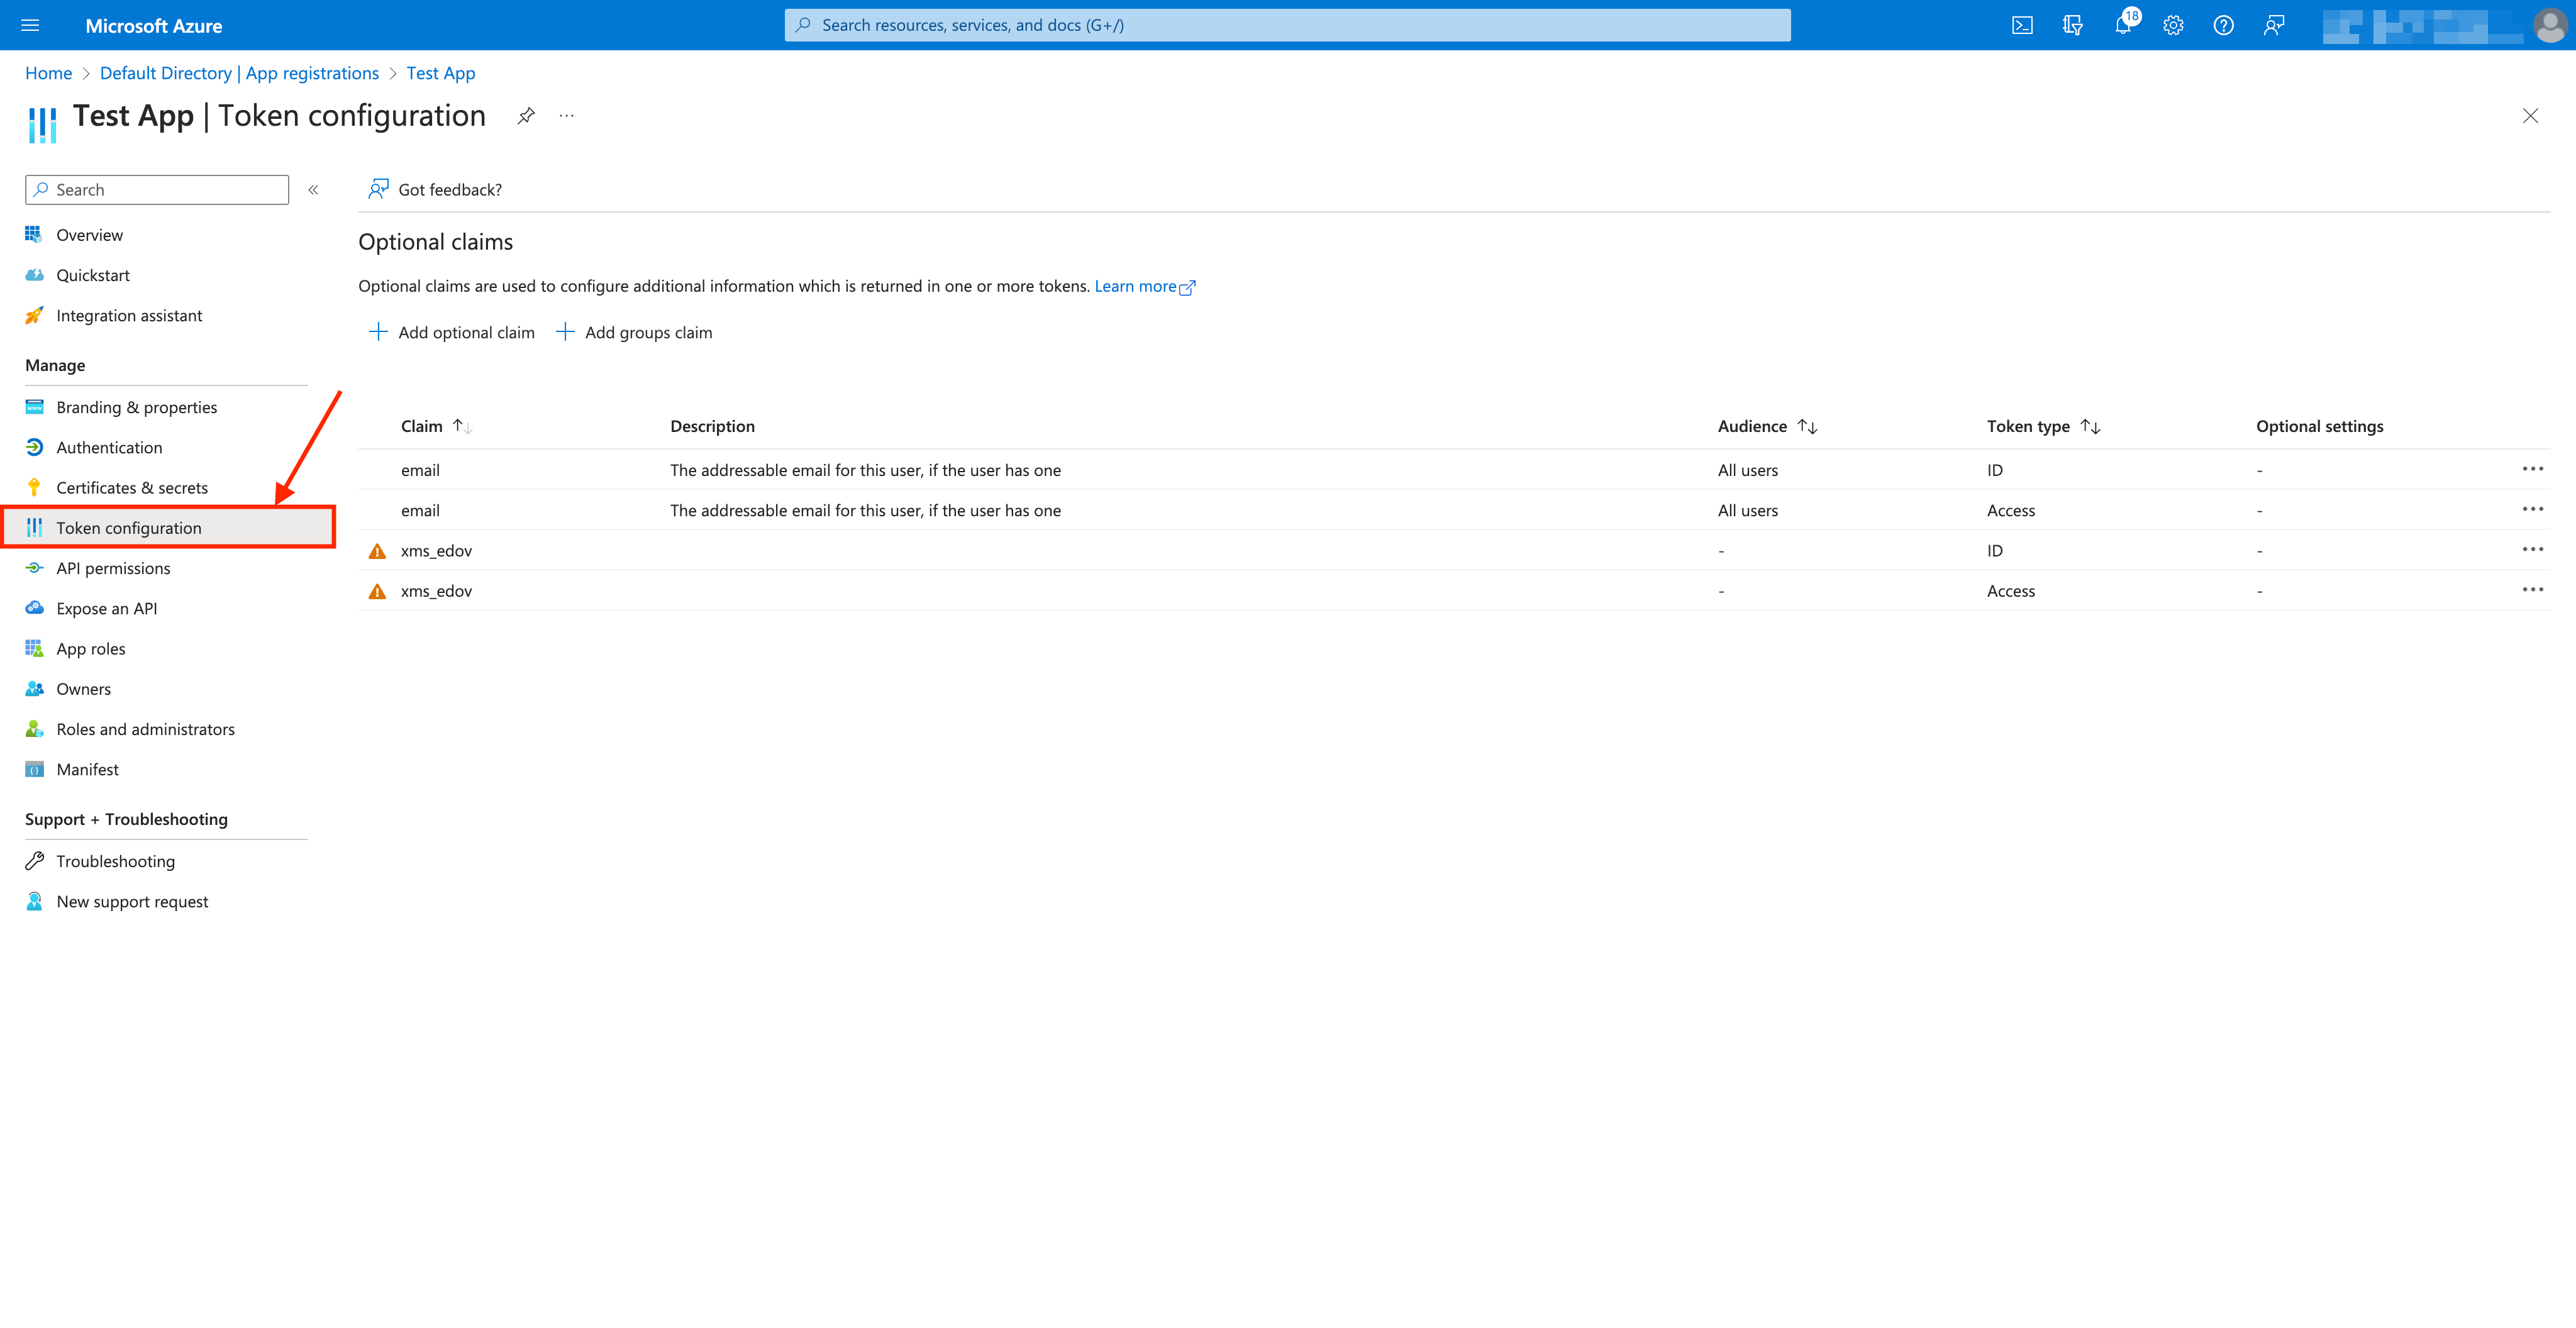 Microsoft Azure
Search resources, services, and docs (G+/)
18
Home > Default Directory | App registrations > Test App
Test App | Token configuration
Search
Got feedback?
Overview
Quickstart
Integration assistant
Manage
Branding & properties
Authentication
Certificates & secrets
Token configuration
API permissions
Expose an API
App roles
Owners
Roles and administrators
Manifest
Support + Troubleshooting
Troubleshooting
New support request
Optional claims
Optional claims are used to configure additional information which is returned in one or more tokens. Learn more
Add optional claim Add groups claim
Claim Description Audience Token type Optional settings
email The addressable email for this user, if the user has one All users ID -
email The addressable email for this user, if the user has one All users Access -
xms_edov - ID -
xms_edov - Access -